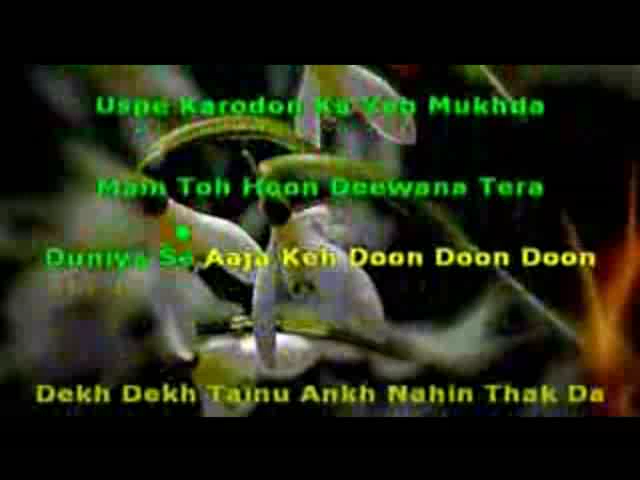 Uspe Karodon Ka Yeh Mukhda
Main Toh Hoon Deewana Tera
Duniya Se Aaja Keh Doon Doon Doon
Dekh Dekh Tainu Ankh Nahin Thak Da